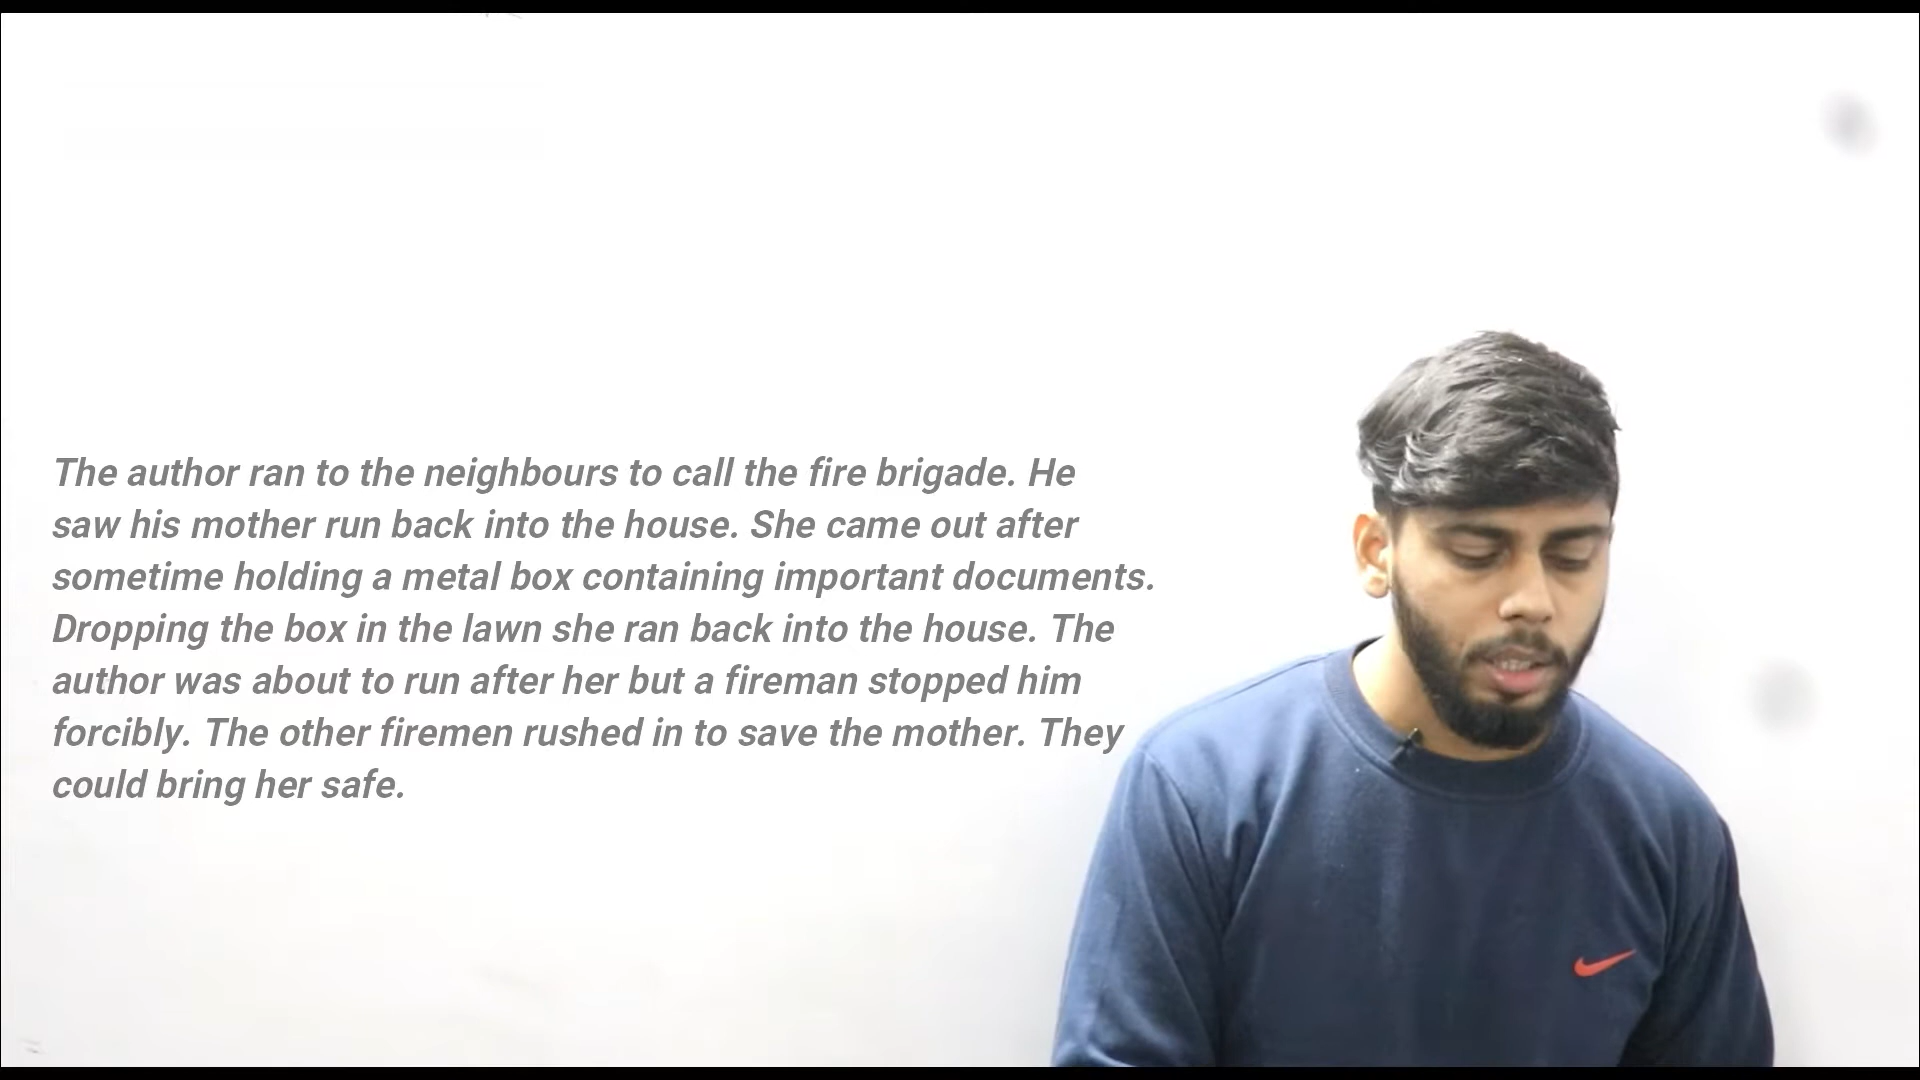 The author ran to the neighbours to call the fire brigade. He
saw his mother run back into the house. She came out after
sometime holding a metal box containing important documents.
Dropping the box in the lawn she ran back into the house. The
author was about to run after her but a fireman stopped him
forcibly. The other firemen rushed in to save the mother. They
could bring her safe.